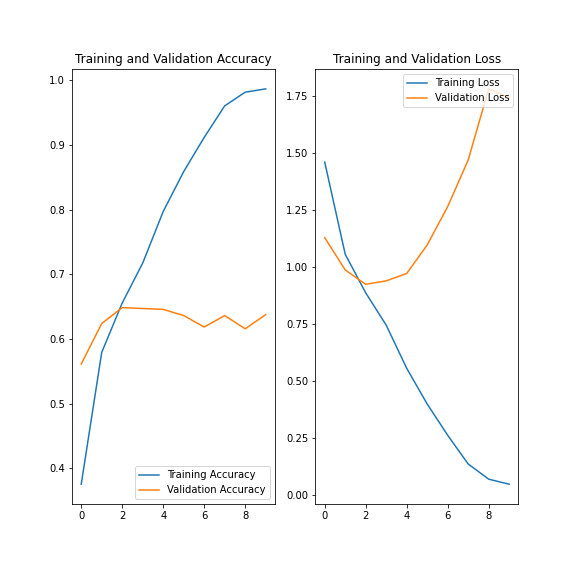 Training and Validation Accuracy
1.0
0.9
0.8
0.7
0.6
0.5
0.4
0 2 4 6 8
Training Accuracy
Validation Accuracy
Training and Validation Loss
1.75
1.50
1.25
1.00
0.75
0.50
0.25
0.00
0 2 4 6 8
Training Loss
Validation Loss